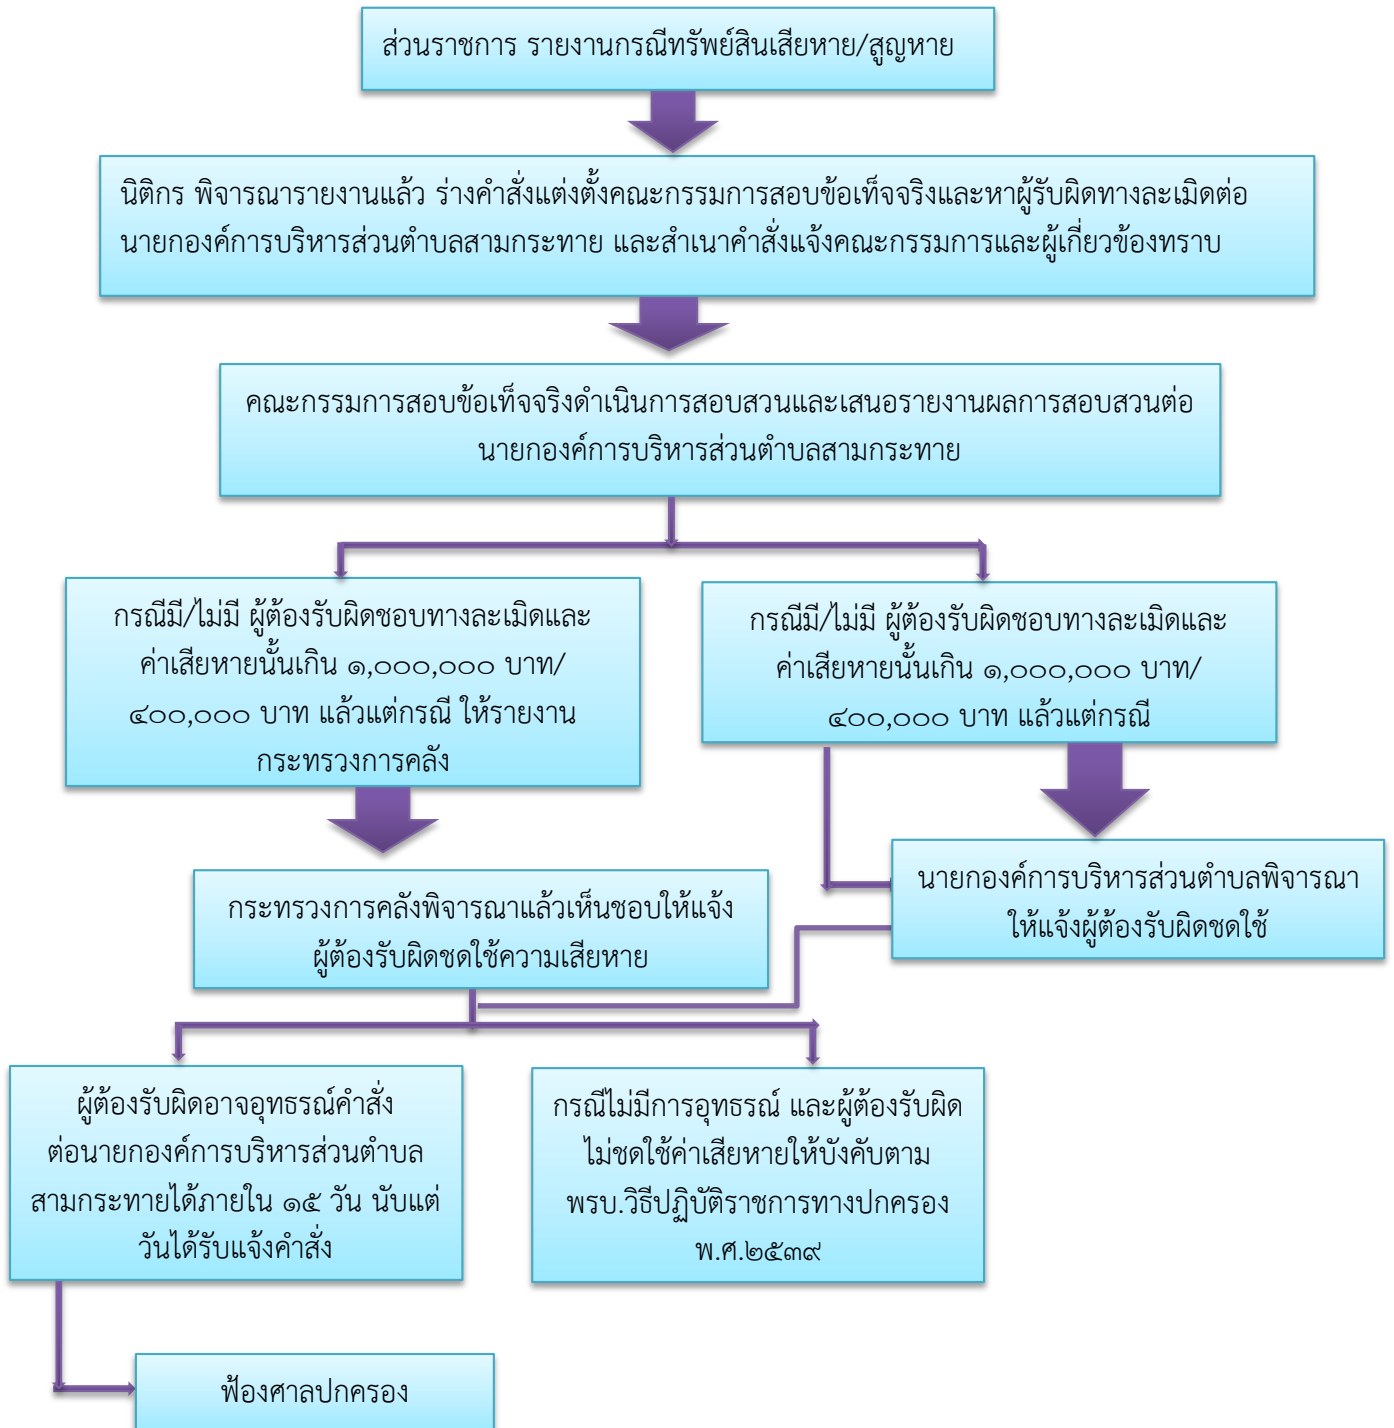 ส่วนราชการ รายงานกรณีทรัพย์สินเสียหาย/สูญหาย
นิติกร พิจารณารายงานแล้ว ร่างคำสั่งแต่งตั้งคณะกรรมการสอบข้อเท็จจริงและหาผู้รับผิดทางละเมิดต่อ
นายกองค์การบริหารส่วนตำบลสามกระทาย และสำเนาคำสั่งแจ้งคณะกรรมการและผู้เกี่ยวข้องทราบ
คณะกรรมการสอบข้อเท็จจริงดำเนินการสอบสวนและเสนอรายงานผลการสอบสวนต่อ
นายกองค์การบริหารส่วนตำบลสามกระทาย
กรณีมี/ไม่มี ผู้ต้องรับผิดชอบทางละเมิดและ
ค่าเสียหายนั้นเกิน ๑,๐๐๐,๐๐๐ บาท/
๔๐๐,๐๐๐ บาท แล้วแต่กรณี ให้รายงาน
กระทรวงการคลัง
กรณีมี/ไม่มี ผู้ต้องรับผิดชอบทางละเมิดและ
ค่าเสียหายนั้นเกิน ๑,๐๐๐,๐๐๐ บาท/
๔๐๐,๐๐๐ บาท แล้วแต่กรณี
กระทรวงการคลังพิจารณาแล้วเห็นชอบให้แจ้ง
ผู้ต้องรับผิดชดใช้ความเสียหาย
นายกองค์การบริหารส่วนตำบลพิจารณา
ให้แจ้งผู้ต้องรับผิดชดใช้
ผู้ต้องรับผิดอาจอุทธรณ์คำสั่ง
ต่อนายกองค์การบริหารส่วนตำบล
สามกระทายได้ภายใน ๑๕ วัน นับแต่
วันได้รับแจ้งคำสั่ง
กรณีไม่มีการอุทธรณ์ และผู้ต้องรับผิด
ไม่ชดใช้ค่าเสียหายให้บังคับตาม
พรบ.วิธีปฏิบัติราชการทางปกครอง
พ.ศ.๒๕๓๙
ฟ้องศาลปกครอง